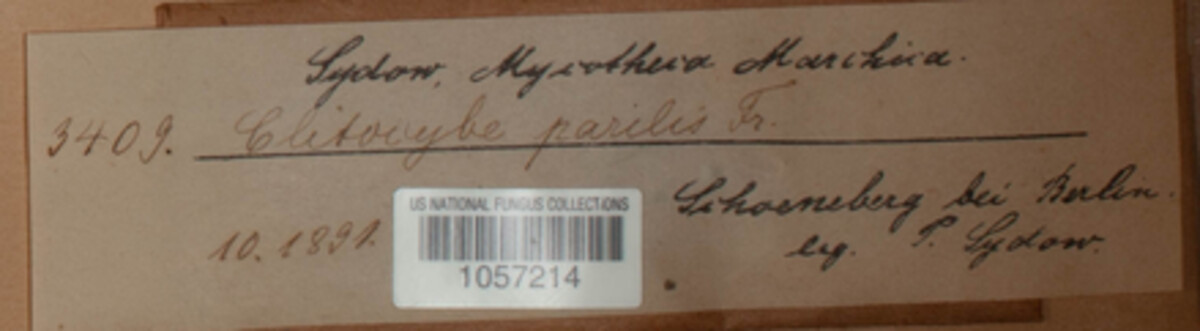 Sydow, Mycotheca Marchica.
3409. Clitocybe parilis Fr.
Schoeneberg bei Berlin.
10. 1891.
leg. P. Sydow.
US NATIONAL FUNGUS COLLECTIONS
1057214